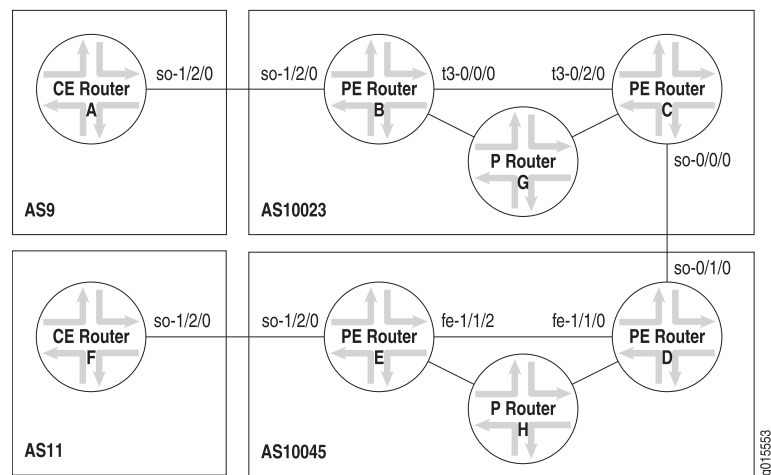 so-1/2/0
so-1/2/0
t3-0/0/0
t3-0/2/0
CE Router
A
PE Router
B
PE Router
C
P Router
G
so-0/0/0
AS9
AS10023
so-0/1/0
so-1/2/0
so-1/2/0
fe-1/1/2
fe-1/1/0
CE Router
F
PE Router
E
PE Router
D
P Router
H
AS11
AS10045
g015553